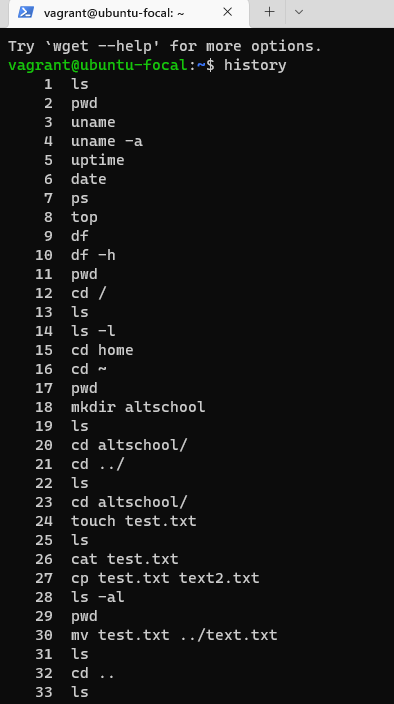 vagrant@ubuntu-focal: ~
Try `wget --help' for more options.
vagrant@ubuntu-focal:~$ history
1 ls
2 pwd
3 uname
4 uname -a
5 uptime
6 date
7 ps
8 top
9 df
10 df -h
11 pwd
12 cd /
13 ls
14 ls -l
15 cd home
16 cd ~
17 pwd
18 mkdir altschool
19 ls
20 cd altschool/
21 cd ../
22 ls
23 cd altschool/
24 touch test.txt
25 ls
26 cat test.txt
27 cp test.txt text2.txt
28 ls -al
29 pwd
30 mv test.txt ../text.txt
31 ls
32 cd ..
33 ls